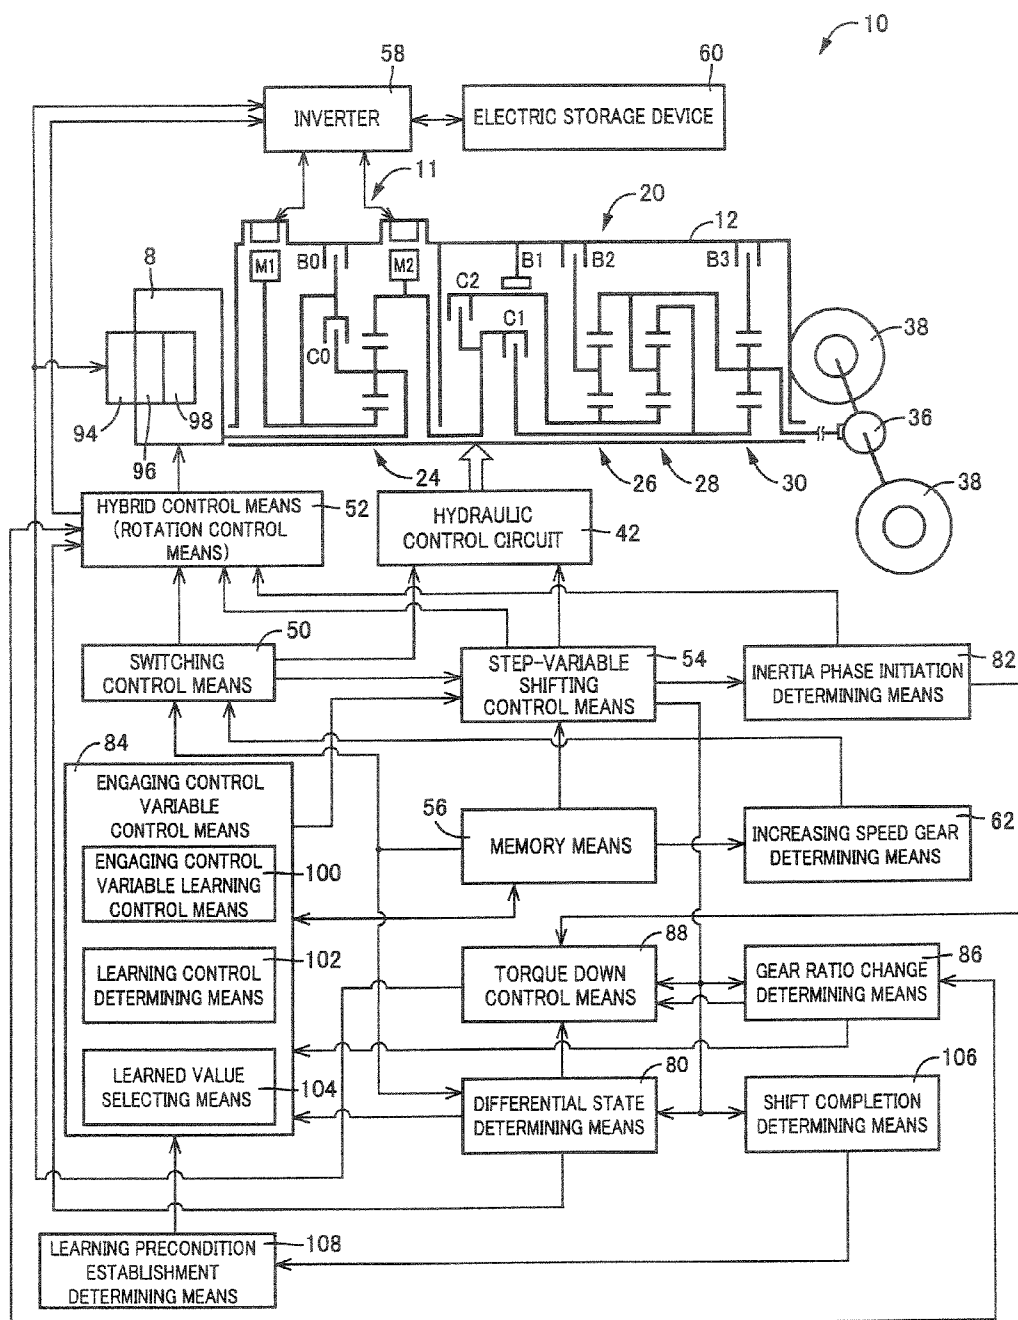 10
58
60
INVERTER
ELECTRIC STORAGE DEVICE
11
20
12
8
M1
B0
M2
B1
B2
B3
C2
C1
C0
38
94
96
98
36
24
26
28
30
38
HYBRID CONTROL MEANS
(ROTATION CONTROL
MEANS)
52
HYDRAULIC
CONTROL CIRCUIT
42
50
SWITCHING
CONTROL MEANS
STEP-VARIABLE
SHIFTING
CONTROL MEANS
54
INERTIA PHASE INITIATION
DETERMINING MEANS
82
84
ENGAGING CONTROL
VARIABLE
CONTROL MEANS
56
MEMORY MEANS
INCREASING SPEED GEAR
DETERMINING MEANS
62
ENGAGING CONTROL
VARIABLE LEARNING
CONTROL MEANS
100
LEARNING CONTROL
DETERMINING MEANS
102
88
TORQUE DOWN
CONTROL MEANS
GEAR RATIO CHANGE
DETERMINING MEANS
86
LEARNED VALUE
SELECTING MEANS
104
80
DIFFERENTIAL STATE
DETERMINING MEANS
106
SHIFT COMPLETION
DETERMINING MEANS
LEARNING PRECONDITION
ESTABLISHMENT
DETERMINING MEANS
108